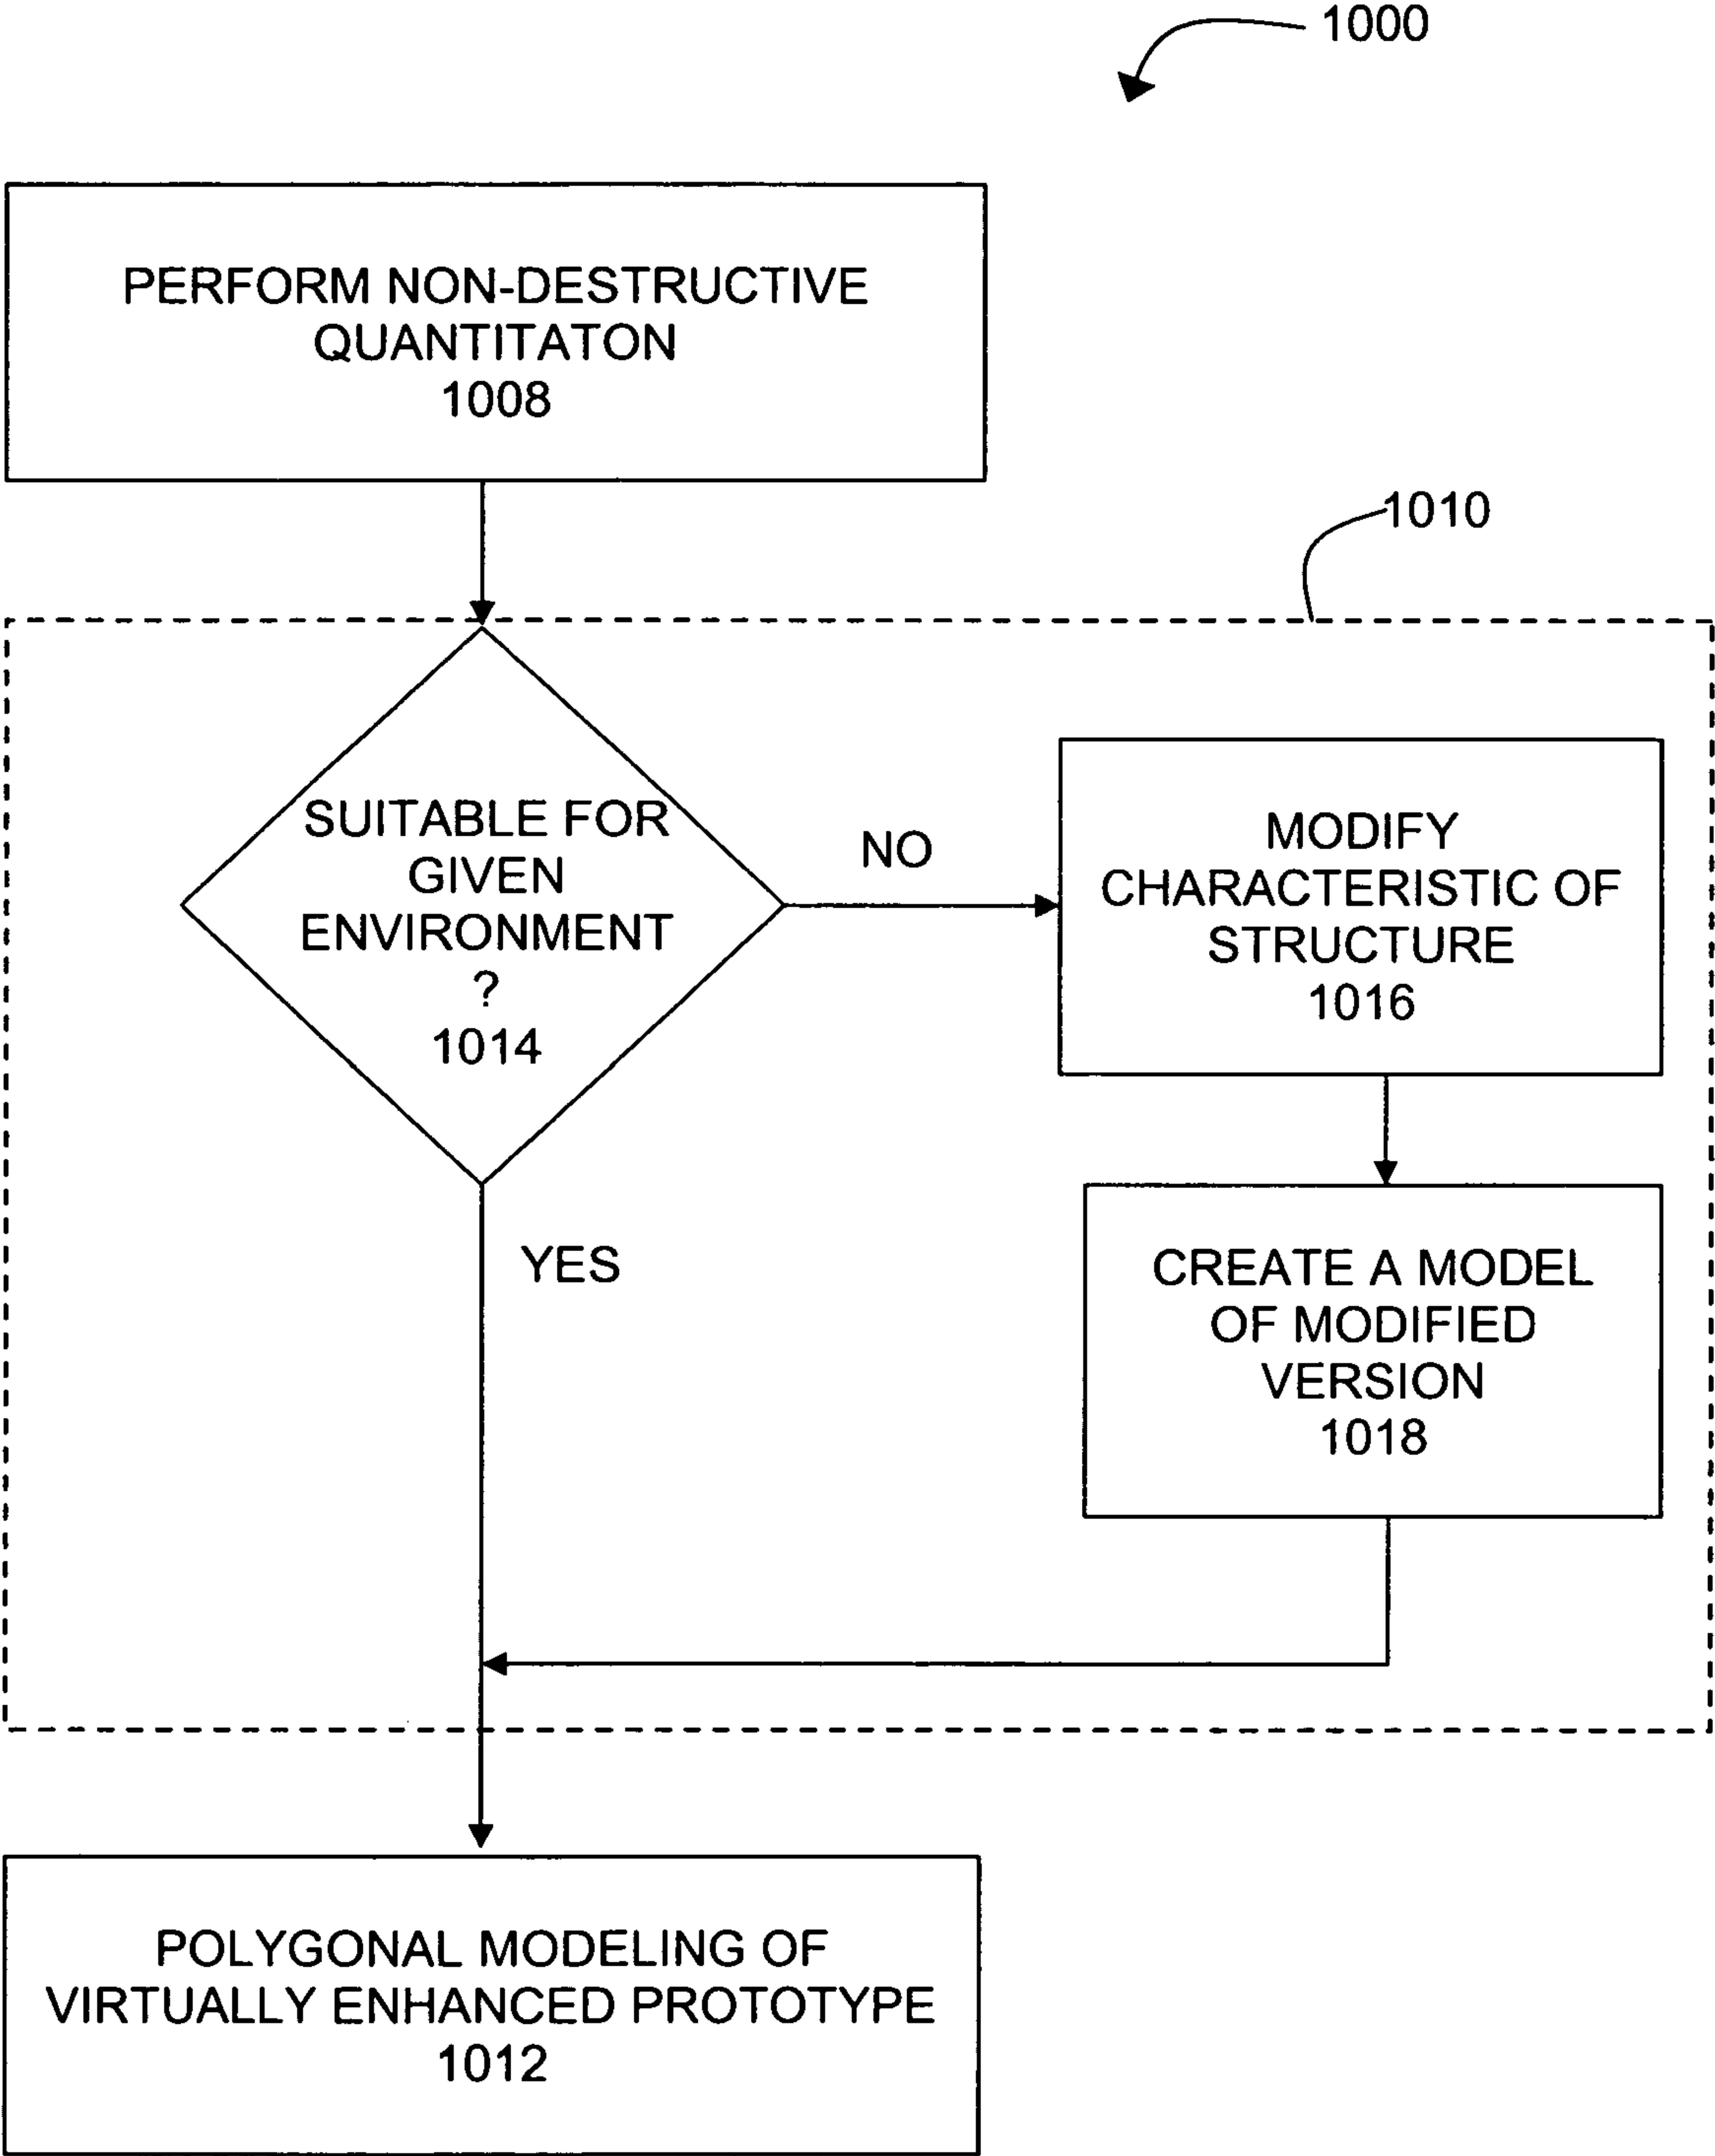 1000
PERFORM NON-DESTRUCTIVE
QUANTITATON
1008
1010
SUITABLE FOR
GIVEN
ENVIRONMENT
?
1014
NO
MODIFY
CHARACTERISTIC OF
STRUCTURE
1016
YES
CREATE A MODEL
OF MODIFIED
VERSION
1018
POLYGONAL MODELING OF
VIRTUALLY ENHANCED PROTOTYPE
1012